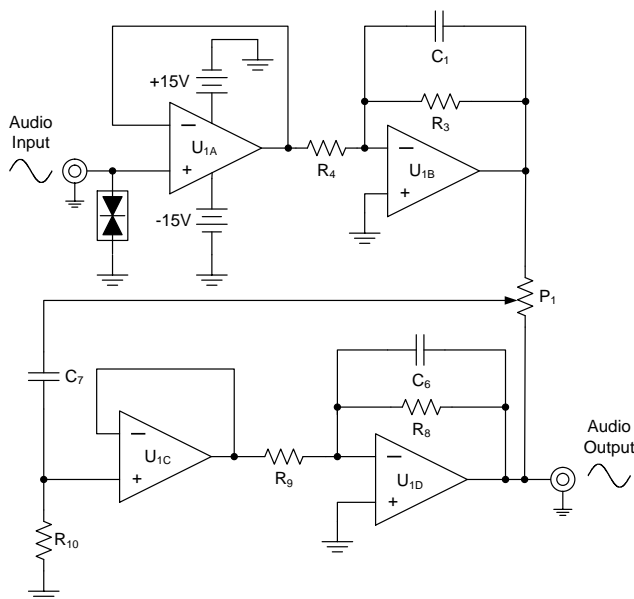 +15V
C1
Audio
Input
−
U1A
+
R3
R4
−
U1B
+
-15V
P1
C7
C6
−
U1C
+
R8
R9
−
U1D
+
Audio
Output
R10